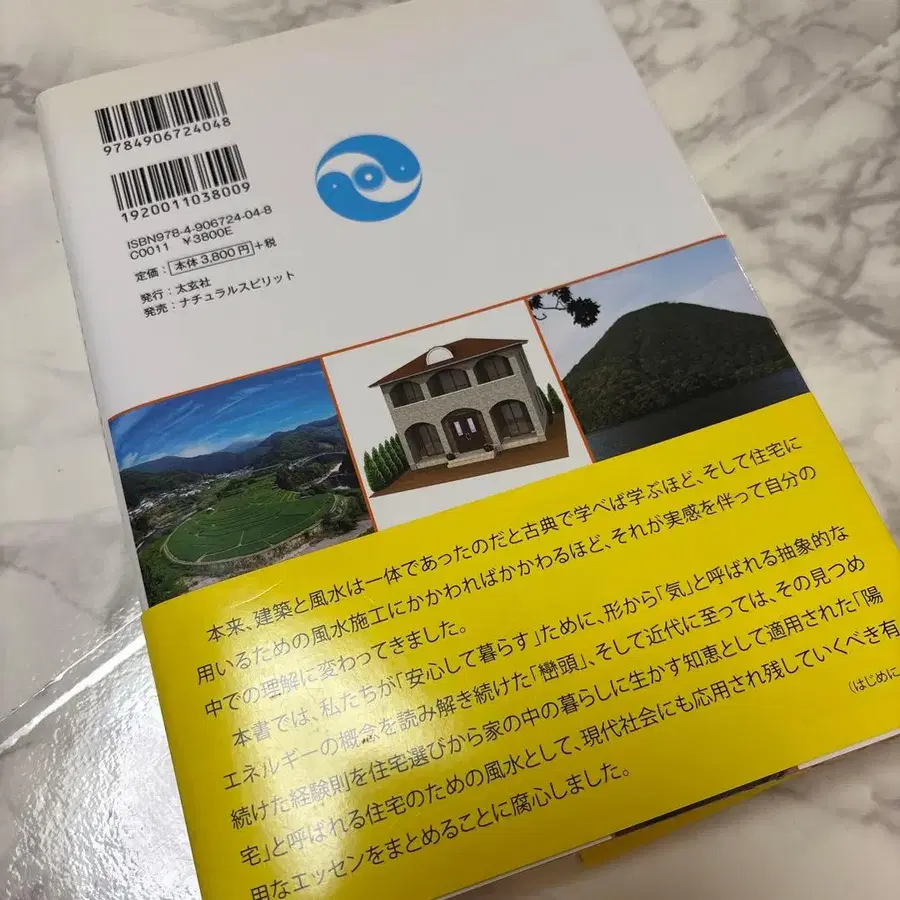 9784906724048
1920011038009
ISBN978-4-906724-04-8
C0011 ¥3800E
定価：本体3,800円+税
発行：太玄社
発売：ナチュラルスピリット
本来、建築と風水は一体であったのだと古典で学べば学ぶほど、そして住宅に
用いるための風水施工にかかわればかかわるほど、それが実感を伴って自分の
中での理解に変わってきました。
本書では、私たちが「安心して暮らす」ために、形から「気」と呼ばれる抽象的な
エネルギーの概念を読み解き続けた「巒頭」、そして近代に至っては、その見つめ
続けた経験則を住宅選びから家の中の暮らしに生かす知恵として適用された「陽
宅」と呼ばれる住宅のための風水として、現代社会にも応用され残していくべき有
用なエッセンをまとめることに腐心しました。
（はじめに